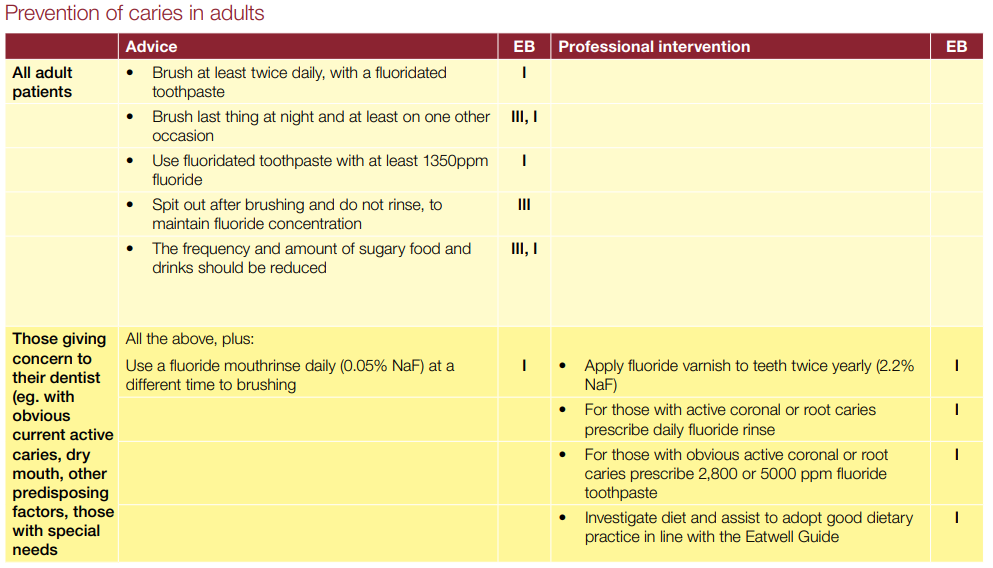 Prevention of caries in adults
Advice EB Professional intervention EB
All adult
patients
• Brush at least twice daily, with a fluoridated
toothpaste
I
• Brush last thing at night and at least on one other
occasion
III, I
• Use fluoridated toothpaste with at least 1350ppm
fluoride
I
• Spit out after brushing and do not rinse, to
maintain fluoride concentration
III
• The frequency and amount of sugary food and
drinks should be reduced
III, I
Those giving
concern to
their dentist
(eg. with
obvious
current active
caries, dry
mouth, other
predisposing
factors, those
with special
needs
All the above, plus:
Use a fluoride mouthrinse daily (0.05% NaF) at a
different time to brushing
I
• Apply fluoride varnish to teeth twice yearly (2.2%
NaF)
I
• For those with active coronal or root caries
prescribe daily fluoride rinse
I
• For those with obvious active coronal or root
caries prescribe 2,800 or 5000 ppm fluoride
toothpaste
I
• Investigate diet and assist to adopt good dietary
practice in line with the Eatwell Guide
I